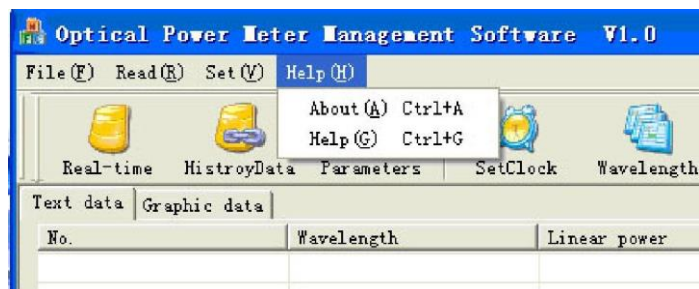 Optical Power Meter Management Software V1.0
File(F) Read(R) Set(V) Help(H)
About(A) Ctrl+A
Help(G) Ctrl+G
Real-time HistroyData Parameters SetClock Wavelength
Text data Graphic data
No. Wavelength Linear power